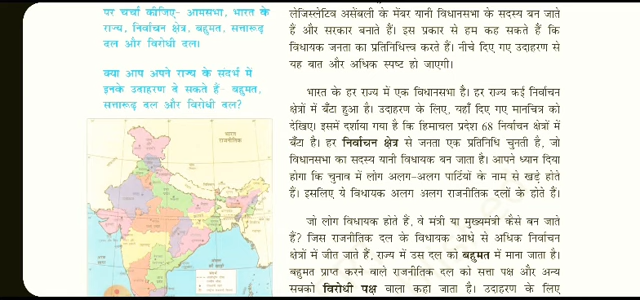 पर चर्चा कीजिए- आमसभा, भारत के
राज्य, निर्वाचन क्षेत्र, बहुमत, सत्तारूढ़
दल और विरोधी दल।
क्या आप अपने राज्य के संदर्भ में
इनके उदाहरण दे सकते हैं- बहुमत,
सत्तारूढ़ दल और विरोधी दल?
भारत
राजनीतिक
लेजिस्लेटिव असेंबली के मेंबर यानी विधानसभा के सदस्य बन जाते
हैं और सरकार बनाते हैं। इस प्रकार से हम कह सकते हैं कि
विधायक जनता का प्रतिनिधित्त्व करते हैं। नीचे दिए गए उदाहरण से
यह बात और अधिक स्पष्ट हो जाएगी।
भारत के हर राज्य में एक विधानसभा है। हर राज्य कई निर्वाचन
क्षेत्रों में बँटा हुआ है। उदाहरण के लिए, यहाँ दिए गए मानचित्र को
देखिए। इसमें दर्शाया गया है कि हिमाचल प्रदेश 68 निर्वाचन क्षेत्रों में
बँटा है। हर निर्वाचन क्षेत्र से जनता एक प्रतिनिधि चुनती है, जो
विधानसभा का सदस्य यानी विधायक बन जाता है। आपने ध्यान दिया
होगा कि चुनाव में लोग अलग-अलग पार्टियों के नाम से खड़े होते
हैं। इसलिए ये विधायक अलग अलग राजनीतिक दलों के होते हैं।
जो लोग विधायक होते हैं, वे मंत्री या मुख्यमंत्री कैसे बन जाते
हैं? जिस राजनीतिक दल के विधायक आधे से अधिक निर्वाचन
क्षेत्रों में जीत जाते हैं, राज्य में उस दल को बहुमत में माना जाता है।
बहुमत प्राप्त करने वाले राजनीतिक दल को सत्ता पक्ष और अन्य
सबको विरोधी पक्ष वाला कहा जाता है। उदाहरण के लिए